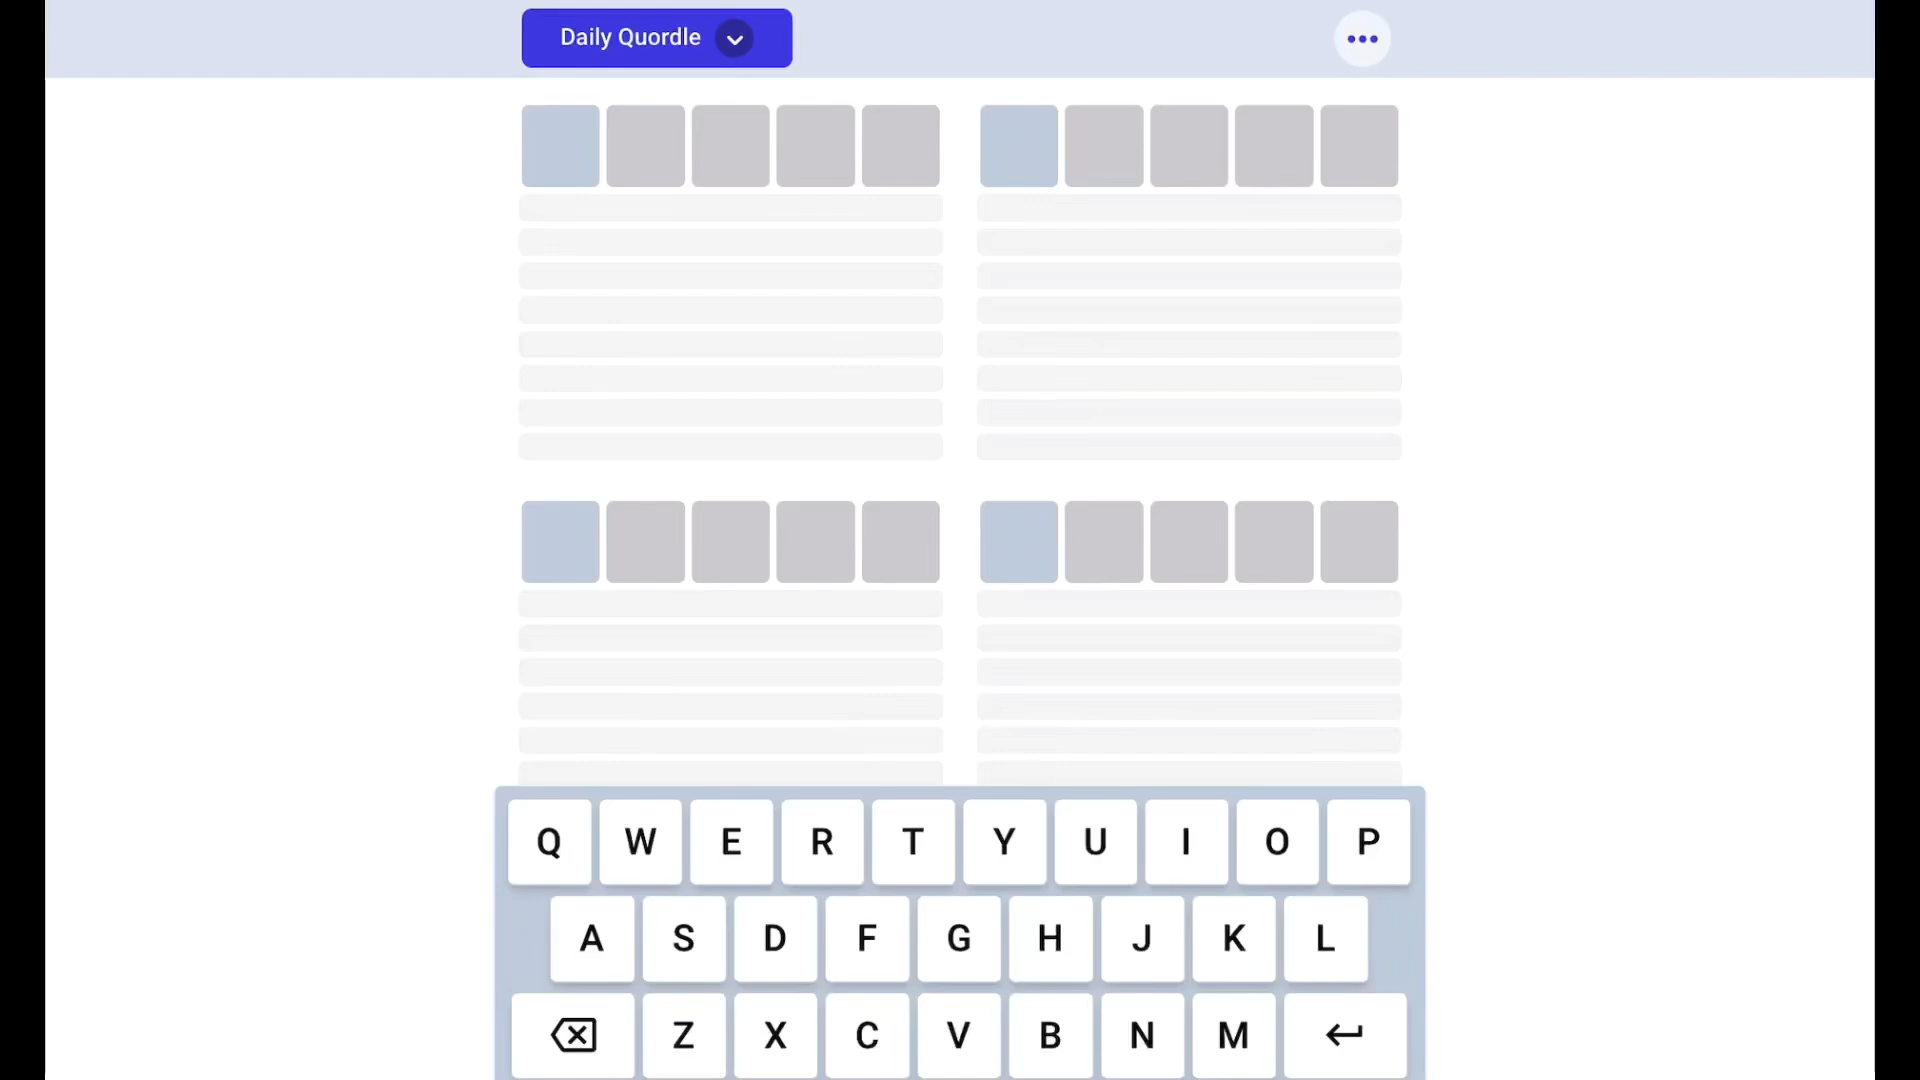 Daily Quordle
Q W E R T Y U I O P
A S D F G H J K L
Z X C V B N M